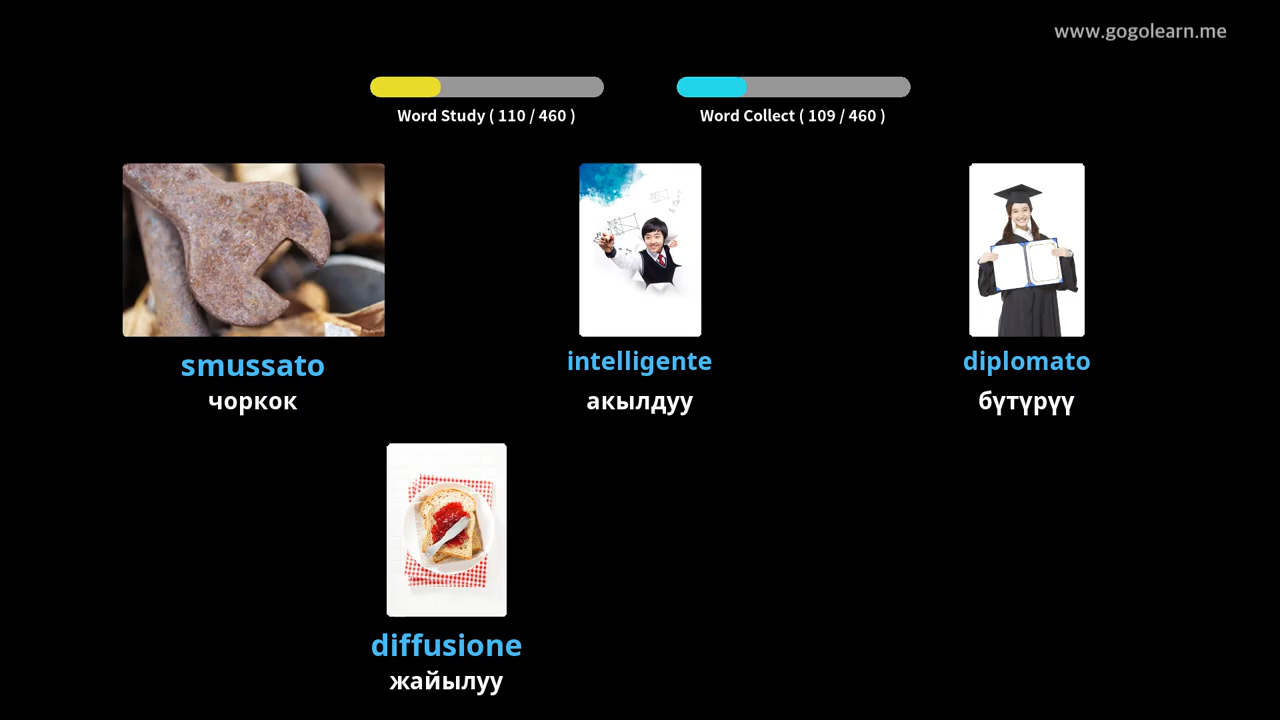 www.gogolearn.me
Word Study ( 110 / 460 )
Word Collect ( 109 / 460 )
smussato
чоркок
intelligente
акылдуу
diplomato
бүтүрүү
diffusione
жайылуу